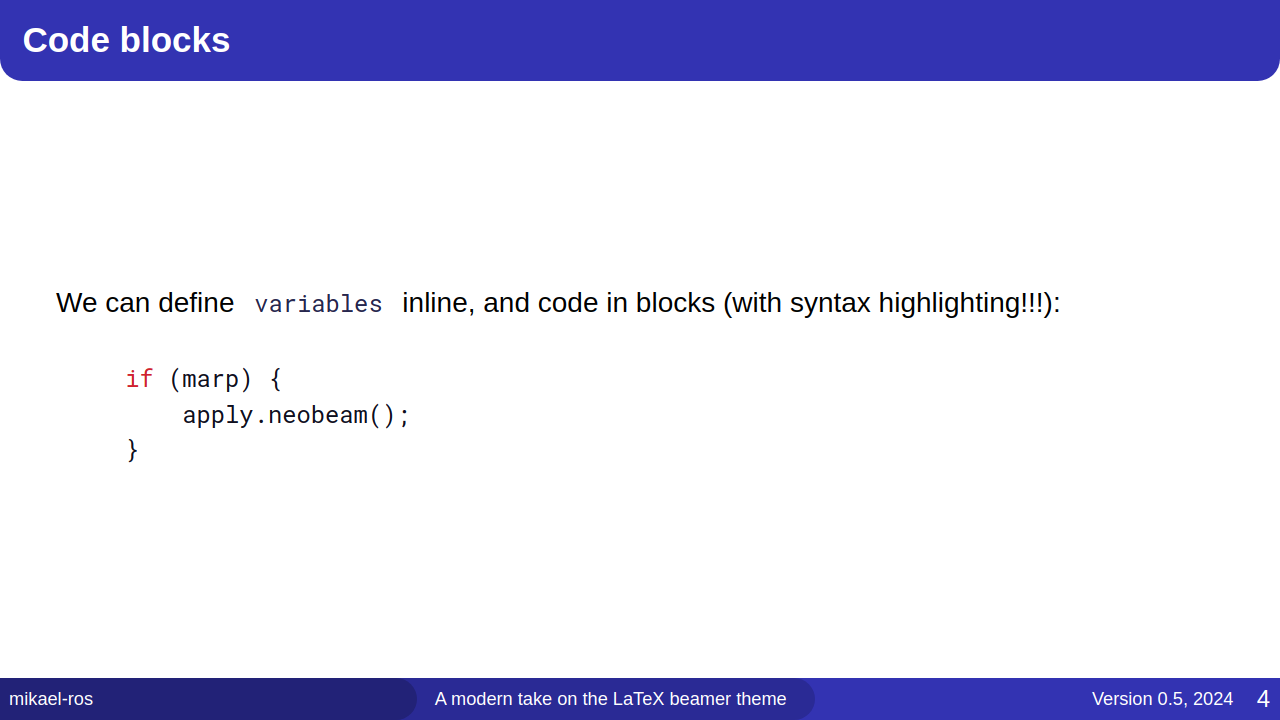 Code blocks
We can define variables inline, and code in blocks (with syntax highlighting!!!):
if (marp) {
    apply.neobeam();
}
mikael-ros
A modern take on the LaTeX beamer theme
Version 0.5, 2024
4